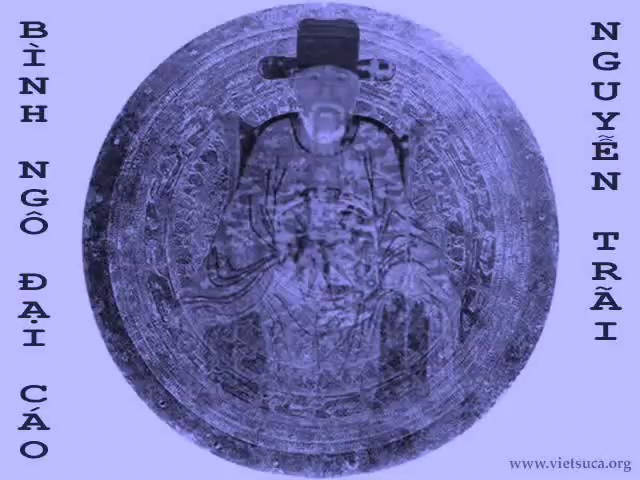 BÌNH NGÔ ĐẠI CÁO
NGUYỄN TRÃI
www.vietsuca.org